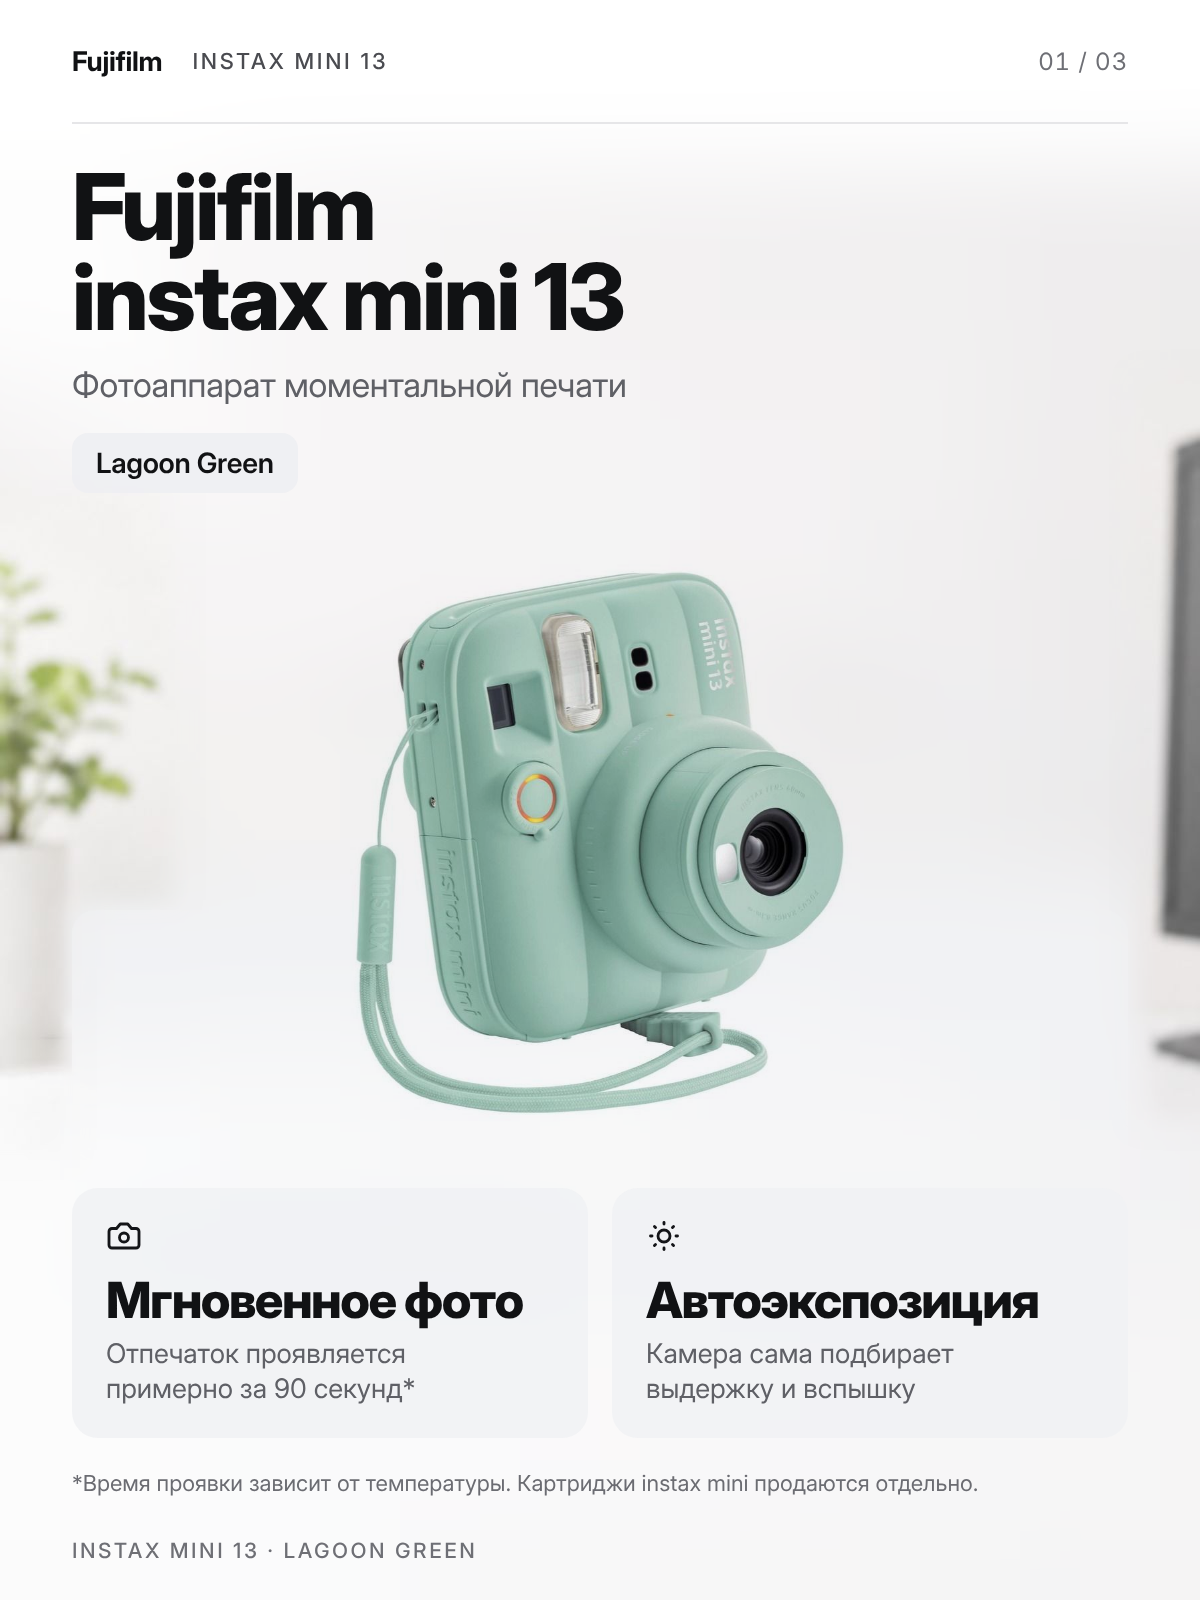 Fujifilm INSTAX MINI 13 01 / 03
Fujifilm
instax mini 13
Фотоаппарат моментальной печати
Lagoon Green
instax
mini 13
instax mini
instax
Мгновенное фото
Отпечаток проявляется
примерно за 90 секунд*
Автоэкспозиция
Камера сама подбирает
выдержку и вспышку
*Время проявки зависит от температуры. Картриджи instax mini продаются отдельно.
INSTAX MINI 13 · LAGOON GREEN